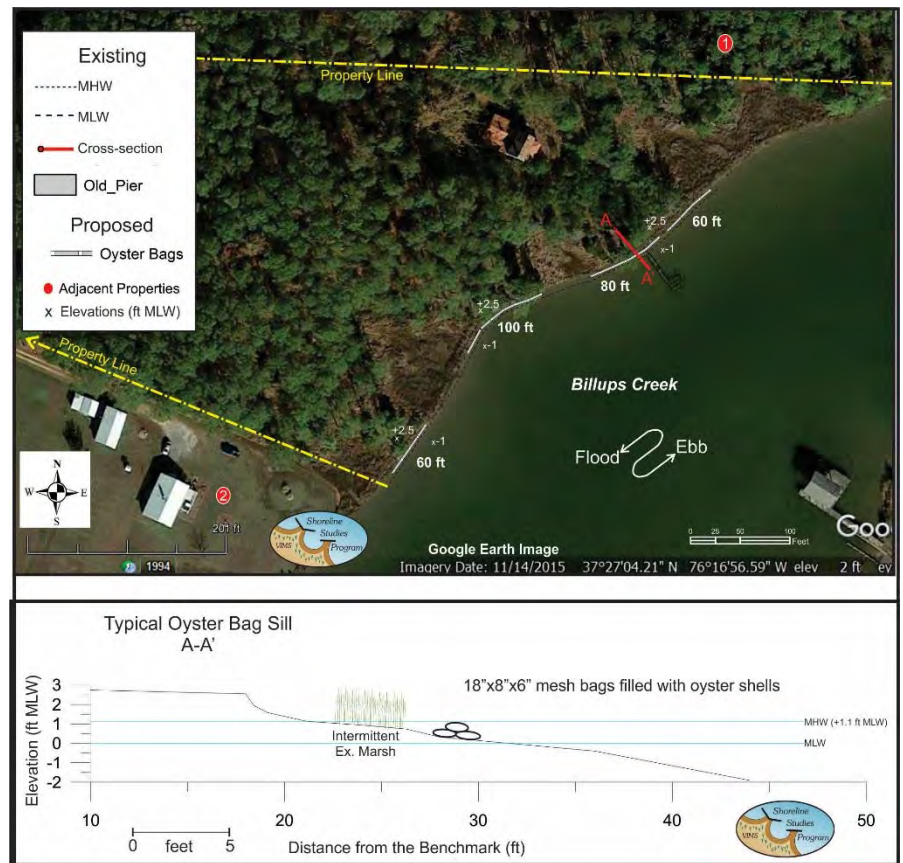 Existing
MHW
MLW
Cross-section
Old_Pier
Proposed
Oyster Bags
Adjacent Properties
x Elevations (ft MLW)
1
Property Line
A
+2.5
x
x-1
60 ft
80 ft
A'
+2.5
x
100 ft
x-1
Property Line
Billups Creek
+2.5
x
x-1
60 ft
Flood
Ebb
N
W
E
S
2
201 ft
1994
Shoreline
Studies
Program
VIMS
Google Earth Image
0 25 50 100
Feet
Goo
Imagery Date: 11/14/2015 37°27'04.21" N 76°16'56.59" W elev 2 ft ey
Typical Oyster Bag Sill
A-A'
18"x8"x6" mesh bags filled with oyster shells
Elevation (ft MLW)
3
2
1
0
-1
-2
MHW (+1.1 ft MLW)
MLW
Intermittent
Ex. Marsh
10 20 30 40 50
0 feet 5
Distance from the Benchmark (ft)
Shoreline
Studies
Program
VIMS